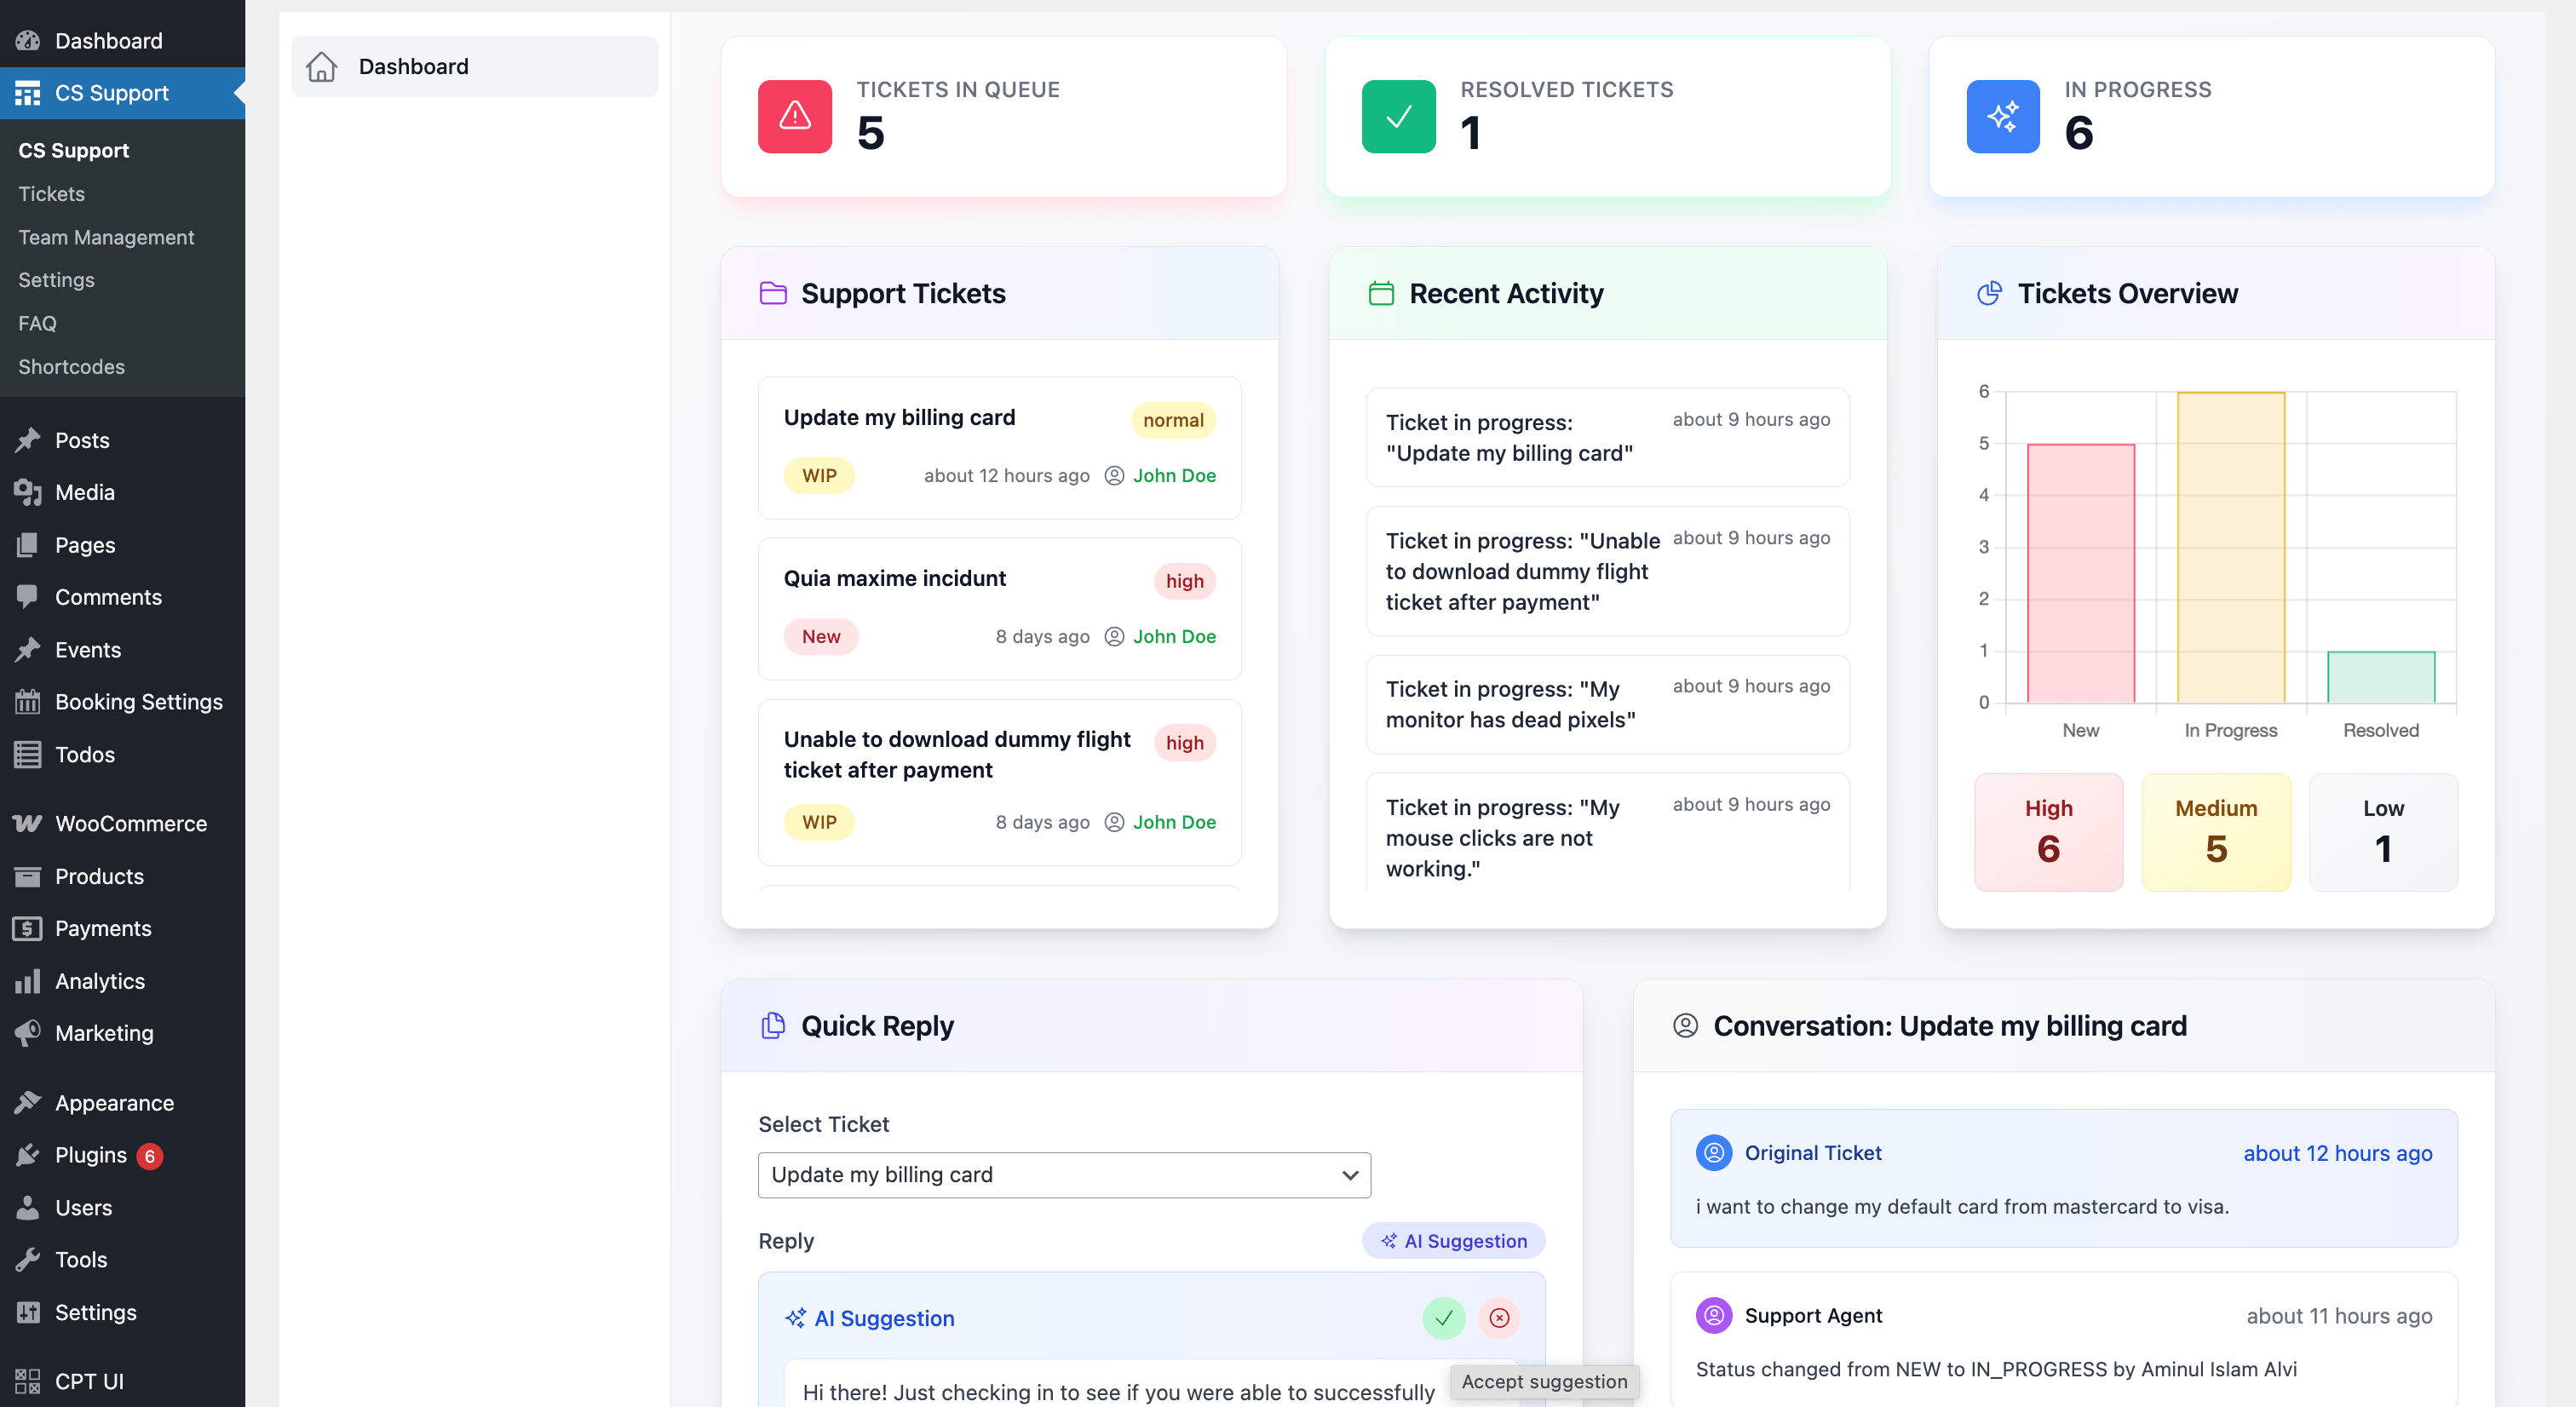 Dashboard
CS Support
CS Support
Tickets
Team Management
Settings
FAQ
Shortcodes
Posts
Media
Pages
Comments
Events
Booking Settings
Todos
WooCommerce
Products
Payments
Analytics
Marketing
Appearance
Plugins 6
Users
Tools
Settings
CPT UI
Dashboard
TICKETS IN QUEUE
5
RESOLVED TICKETS
1
IN PROGRESS
6
Support Tickets
Update my billing card normal
WIP about 12 hours ago John Doe
Quia maxime incidunt high
New 8 days ago John Doe
Unable to download dummy flight high
ticket after payment
WIP 8 days ago John Doe
Recent Activity
Ticket in progress: about 9 hours ago
"Update my billing card"
Ticket in progress: "Unable about 9 hours ago
to download dummy flight
ticket after payment"
Ticket in progress: "My about 9 hours ago
monitor has dead pixels"
Ticket in progress: "My about 9 hours ago
mouse clicks are not
working."
Tickets Overview
6
5
4
3
2
1
0
New In Progress Resolved
High Medium Low
6 5 1
Quick Reply
Select Ticket
Update my billing card
Reply AI Suggestion
AI Suggestion
Hi there! Just checking in to see if you were able to successfully
Accept suggestion
Conversation: Update my billing card
Original Ticket about 12 hours ago
i want to change my default card from mastercard to visa.
Support Agent about 11 hours ago
Status changed from NEW to IN_PROGRESS by Aminul Islam Alvi